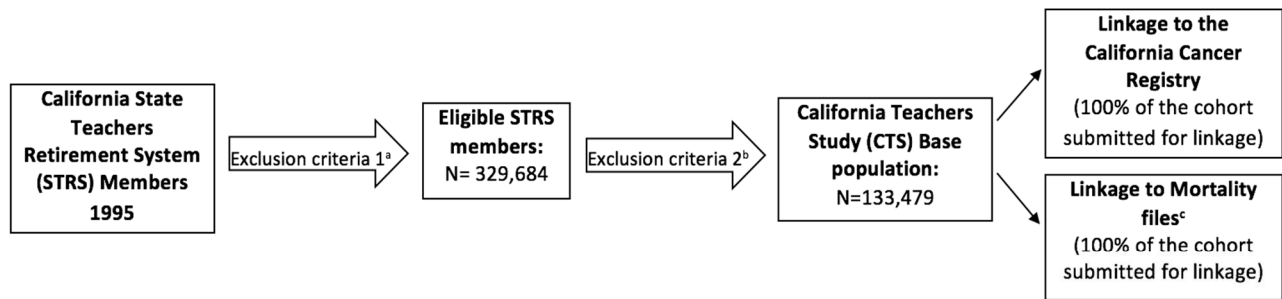 California State
Teachers
Retirement System
(STRS) Members
1995
Exclusion criteria 1ª
Eligible STRS
members:
N= 329,684
Exclusion criteria 2ᵇ
California Teachers
Study (CTS) Base
population:
N=133,479
Linkage to the
California Cancer
Registry
(100% of the cohort
submitted for linkage)
Linkage to Mortality
filesᶜ
(100% of the cohort
submitted for linkage)